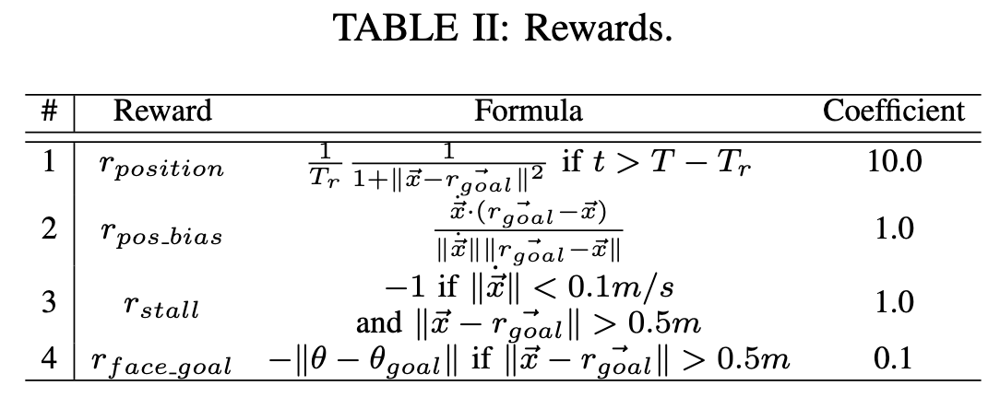 TABLE II: Rewards.
# Reward Formula Coefficient
1 $r_{position}$ $\frac{1}{T_r} \frac{1}{1+\|\vec{x}-\vec{r_{goal}}\|^2}$ if $t > T - T_r$ 10.0
2 $r_{pos\_bias}$ $\frac{\dot{\vec{x}} \cdot (\vec{r_{goal}}-\vec{x})}{\|\dot{\vec{x}}\| \|\vec{r_{goal}}-\vec{x}\|}$ 1.0
3 $r_{stall}$ $-1$ if $\|\dot{\vec{x}}\| < 0.1m/s$
and $\|\vec{x} - \vec{r_{goal}}\| > 0.5m$ 1.0
4 $r_{face\_goal}$ $-\|\theta - \theta_{goal}\|$ if $\|\vec{x} - \vec{r_{goal}}\| > 0.5m$ 0.1